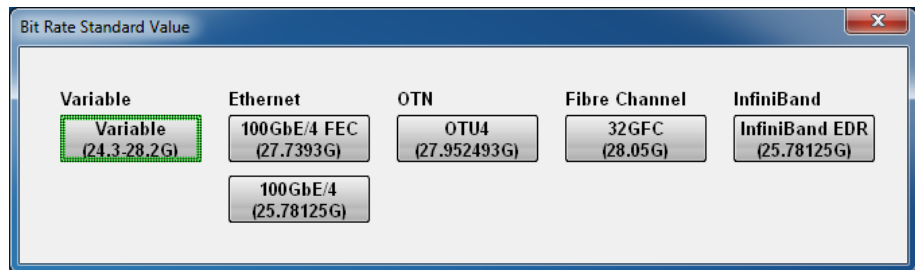 Bit Rate Standard Value
Variable
Ethernet
OTN
Fibre Channel
InfiniBand
Variable
(24.3-28.2G)
100GbE/4 FEC
(27.7393G)
OTU4
(27.952493G)
32GFC
(28.05G)
InfiniBand EDR
(25.78125G)
100GbE/4
(25.78125G)